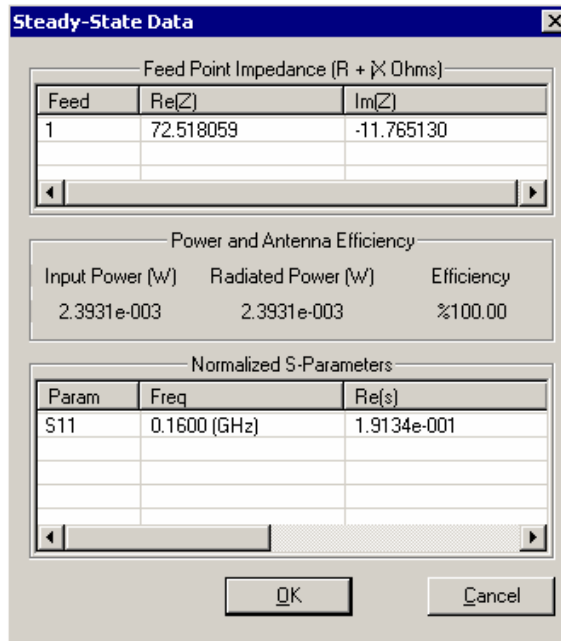 Steady-State Data
Feed Point Impedance (R + jX Ohms)
Feed Re(Z) Im(Z)
1 72.518059 -11.765130
Power and Antenna Efficiency
Input Power (W) Radiated Power (W) Efficiency
2.3931e-003 2.3931e-003 %100.00
Normalized S-Parameters
Param Freq Re(s)
S11 0.1600 (GHz) 1.9134e-001
OK Cancel